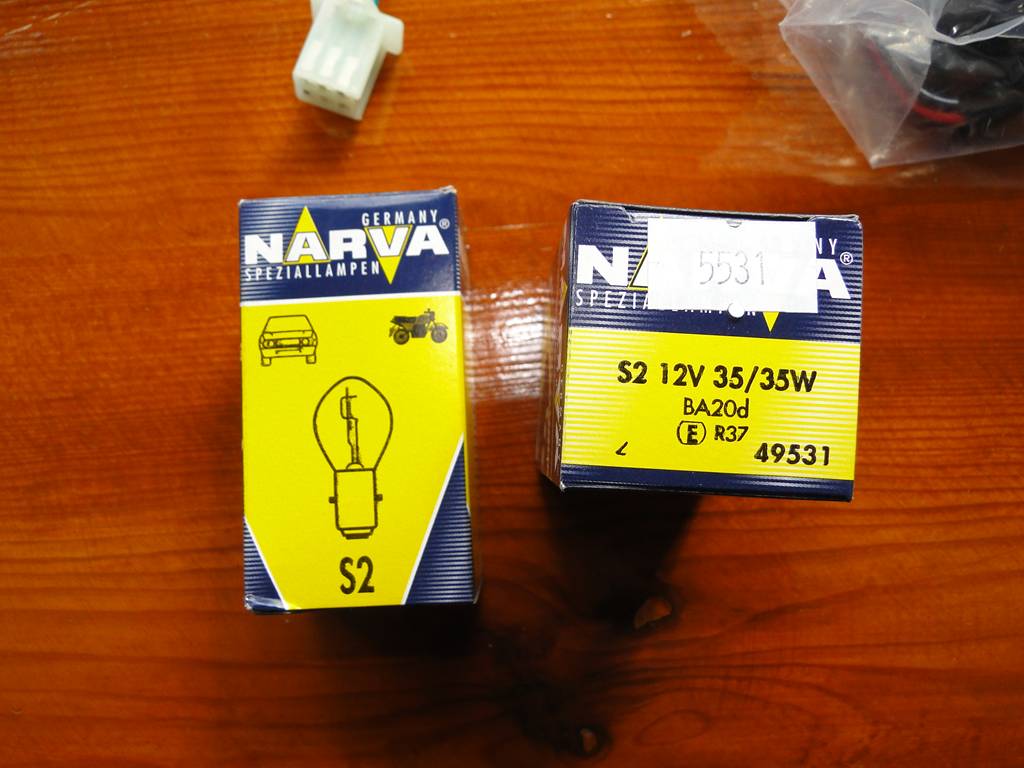 GERMANY
NARVA®
SPEZIALLAMPEN
S2
5531
S2 12V 35/35W
BA20d
E R37
49531